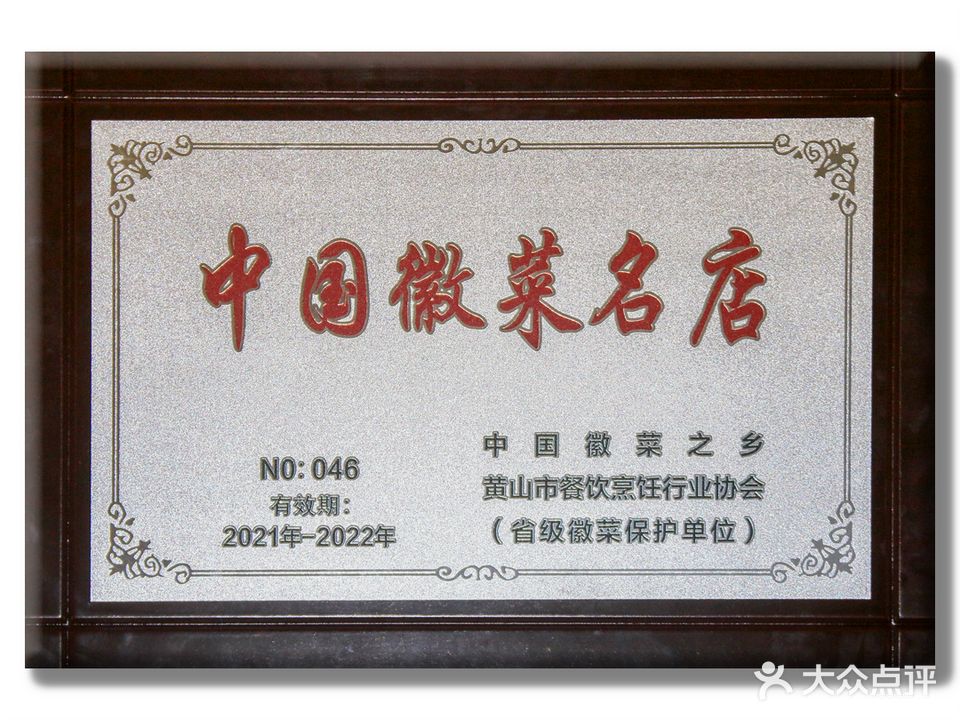 中国徽菜名店
NO: 046
有效期:
2021年-2022年
中国徽菜之乡
黄山市餐饮烹饪行业协会
(省级徽菜保护单位)
大众点评